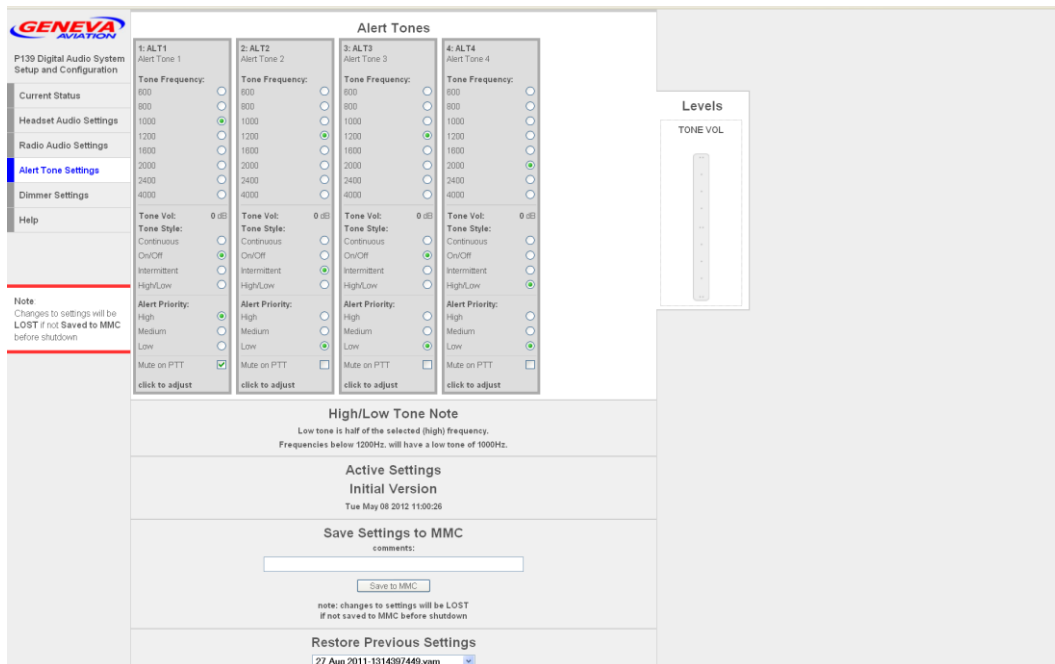 GENEVA
AVIATION
P139 Digital Audio System
Setup and Configuration
Current Status
Headset Audio Settings
Radio Audio Settings
Alert Tone Settings
Dimmer Settings
Help
Note
Changes to settings will be
LOST if not Saved to MMC
before shutdown
Alert Tones
1: ALT1
Alert Tone 1
Tone Frequency:
600
800
1000
1200
1600
2000
2400
4000
Tone Vol: 0 dB
Tone Style:
Continuous
On/Off
Intermittent
High/Low
Alert Priority:
High
Medium
Low
Mute on PTT
click to adjust
2: ALT2
Alert Tone 2
Tone Frequency:
600
800
1000
1200
1600
2000
2400
4000
Tone Vol: 0 dB
Tone Style:
Continuous
On/Off
Intermittent
High/Low
Alert Priority:
High
Medium
Low
Mute on PTT
click to adjust
3: ALT3
Alert Tone 3
Tone Frequency:
600
800
1000
1200
1600
2000
2400
4000
Tone Vol: 0 dB
Tone Style:
Continuous
On/Off
Intermittent
High/Low
Alert Priority:
High
Medium
Low
Mute on PTT
click to adjust
4: ALT4
Alert Tone 4
Tone Frequency:
600
800
1000
1200
1600
2000
2400
4000
Tone Vol: 0 dB
Tone Style:
Continuous
On/Off
Intermittent
High/Low
Alert Priority:
High
Medium
Low
Mute on PTT
click to adjust
Levels
TONE VOL
High/Low Tone Note
Low tone is half of the selected (high) frequency.
Frequencies below 1200Hz. will have a low tone of 1000Hz.
Active Settings
Initial Version
Tue May 08 2012 11:00:26
Save Settings to MMC
comments:
Save to MMC
note: changes to settings will be LOST
if not saved to MMC before shutdown
Restore Previous Settings
27 Aug 2011-1314397449.vam